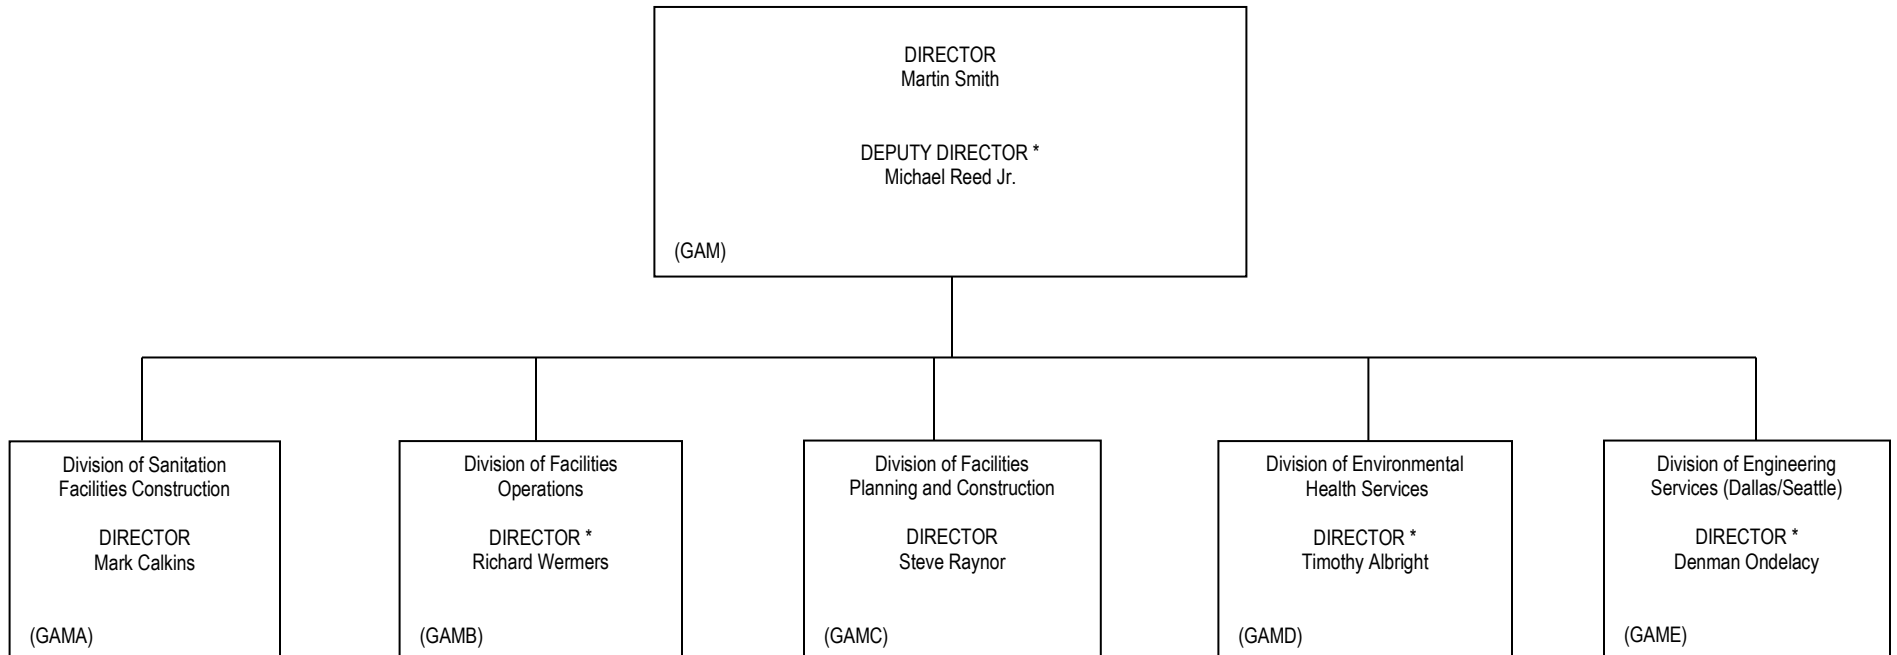 DIRECTOR
Martin Smith
DEPUTY DIRECTOR *
Michael Reed Jr.
(GAM)
Division of Sanitation
Facilities Construction
DIRECTOR
Mark Calkins
(GAMA)
Division of Facilities
Operations
DIRECTOR *
Richard Wermers
(GAMB)
Division of Facilities
Planning and Construction
DIRECTOR
Steve Raynor
(GAMC)
Division of Environmental
Health Services
DIRECTOR *
Timothy Albright
(GAMD)
Division of Engineering
Services (Dallas/Seattle)
DIRECTOR *
Denman Ondelacy
(GAME)